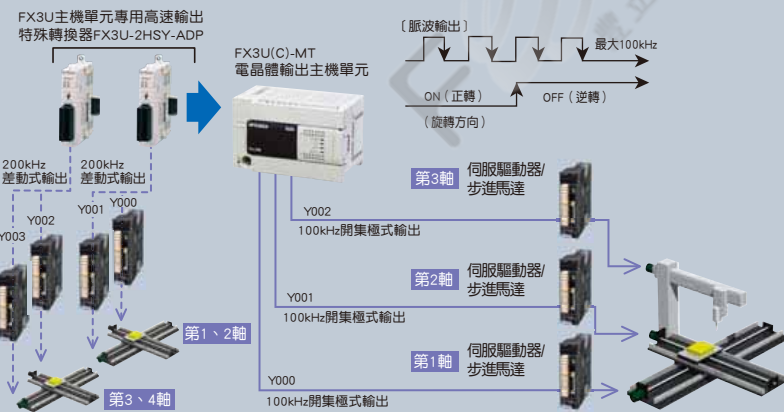 FX3U主機單元專用高速輸出
特殊轉換器FX3U-2HSY-ADP
FX3U(C)-MT
電晶體輸出主機單元
〔脈波輸出〕
最大100kHz
ON（正轉）
OFF（逆轉）
（旋轉方向）
200kHz
差動式輸出
200kHz
差動式輸出
Y003
Y002
Y001
Y000
第1、2軸
第3、4軸
第3軸
伺服驅動器/
步進馬達
Y002
100kHz開集極式輸出
第2軸
伺服驅動器/
步進馬達
Y001
100kHz開集極式輸出
第1軸
伺服驅動器/
步進馬達
Y000
100kHz開集極式輸出